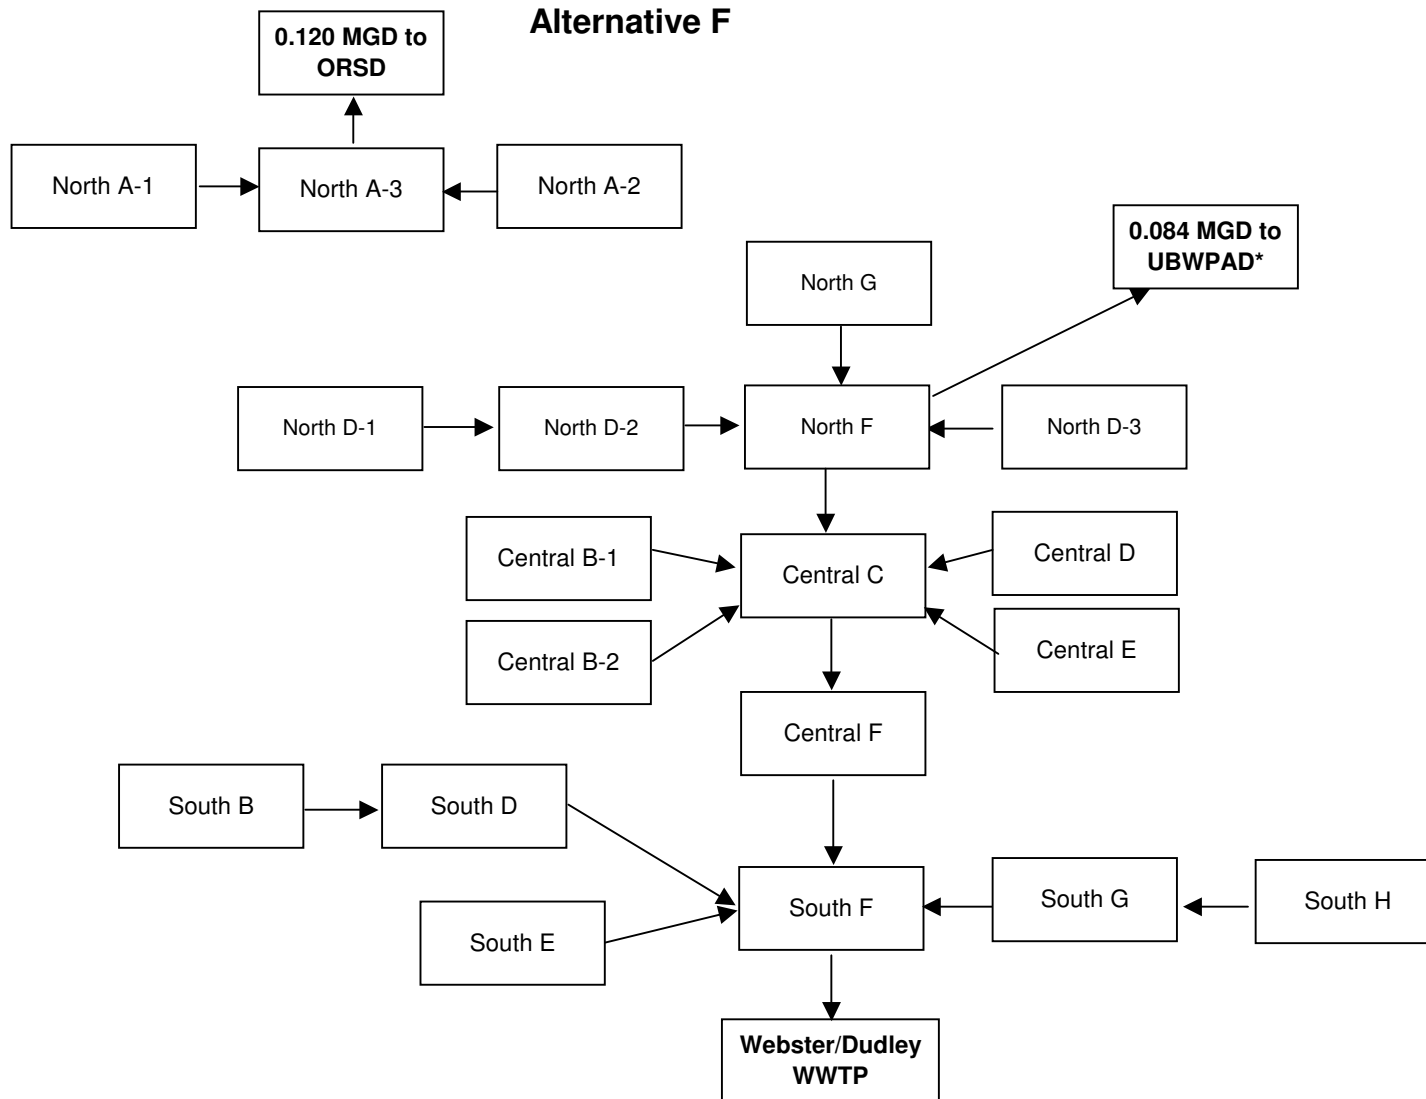 Alternative F
0.120 MGD to
ORSD
North A-1
North A-3
North A-2
0.084 MGD to
UBWPAD*
North G
North D-1
North D-2
North F
North D-3
Central B-1
Central C
Central D
Central B-2
Central E
Central F
South B
South D
South F
South G
South H
South E
Webster/Dudley
WWTP